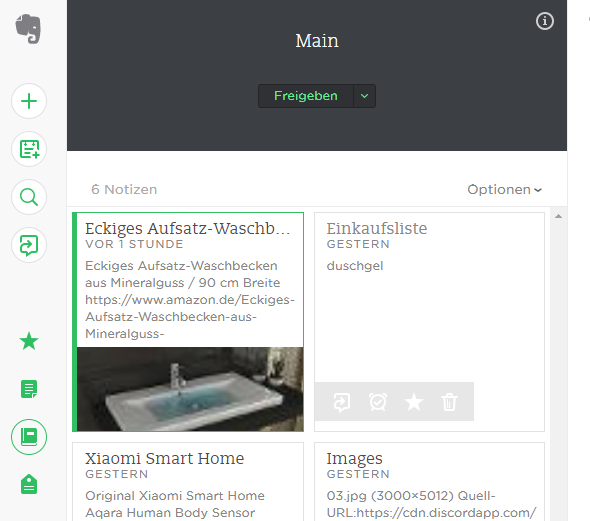 Main
Freigeben
6 Notizen
Optionen
Eckiges Aufsatz-Waschb...
VOR 1 STUNDE
Eckiges Aufsatz-Waschbecken
aus Mineralguss / 90 cm Breite
https://www.amazon.de/Eckiges-
Aufsatz-Waschbecken-aus-
Mineralguss-
Einkaufsliste
GESTERN
duschgel
Xiaomi Smart Home
GESTERN
Original Xiaomi Smart Home
Aqara Human Body Sensor
Images
GESTERN
03.jpg (3000×5012) Quell-
URL:https://cdn.discordapp.com/